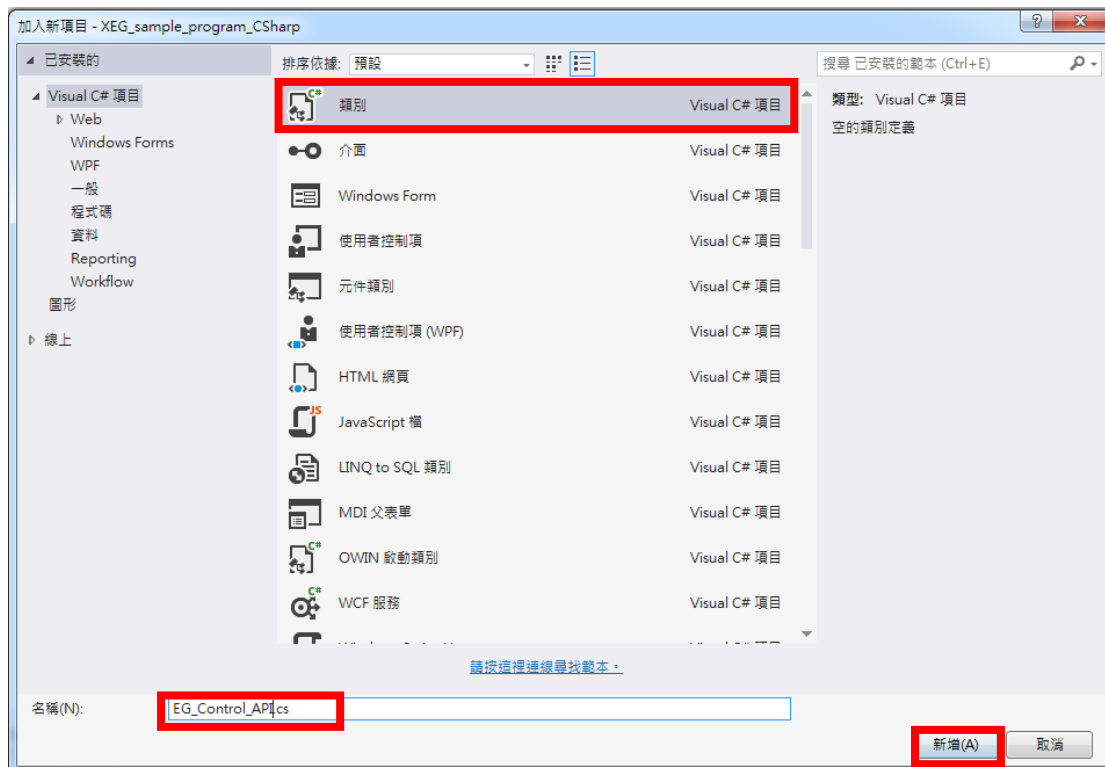 加入新項目 - XEG_sample_program_CSharp
已安裝的
Visual C# 項目
Web
Windows Forms
WPF
一般
程式碼
資料
Reporting
Workflow
圖形
線上
排序依據: 預設
類別 Visual C# 項目
介面 Visual C# 項目
Windows Form Visual C# 項目
使用者控制項 Visual C# 項目
元件類別 Visual C# 項目
使用者控制項 (WPF) Visual C# 項目
HTML 網頁 Visual C# 項目
JavaScript 檔 Visual C# 項目
LINQ to SQL 類別 Visual C# 項目
MDI 父表單 Visual C# 項目
OWIN 啟動類別 Visual C# 項目
WCF 服務 Visual C# 項目
請按這裡連線尋找範本。
搜尋 已安裝的範本 (Ctrl+E)
類型: Visual C# 項目
空的類別定義
名稱(N): EG_Control_API.cs
新增(A) 取消